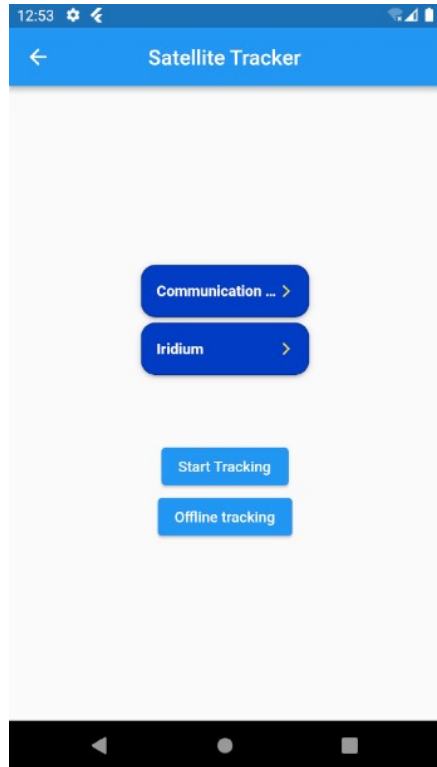 12:53
Satellite Tracker
Communication ...
Iridium
Start Tracking
Offline tracking